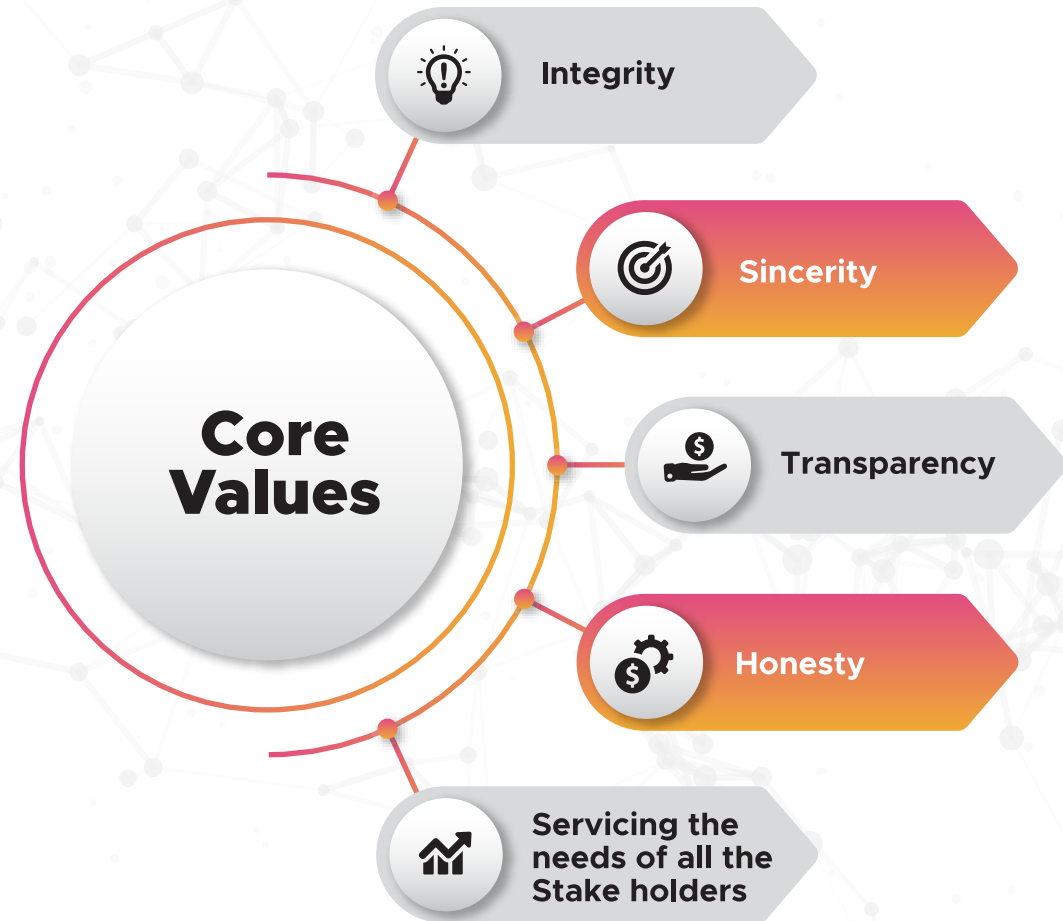 Core
Values
Integrity
Sincerity
Transparency
Honesty
Servicing the
needs of all the
Stake holders